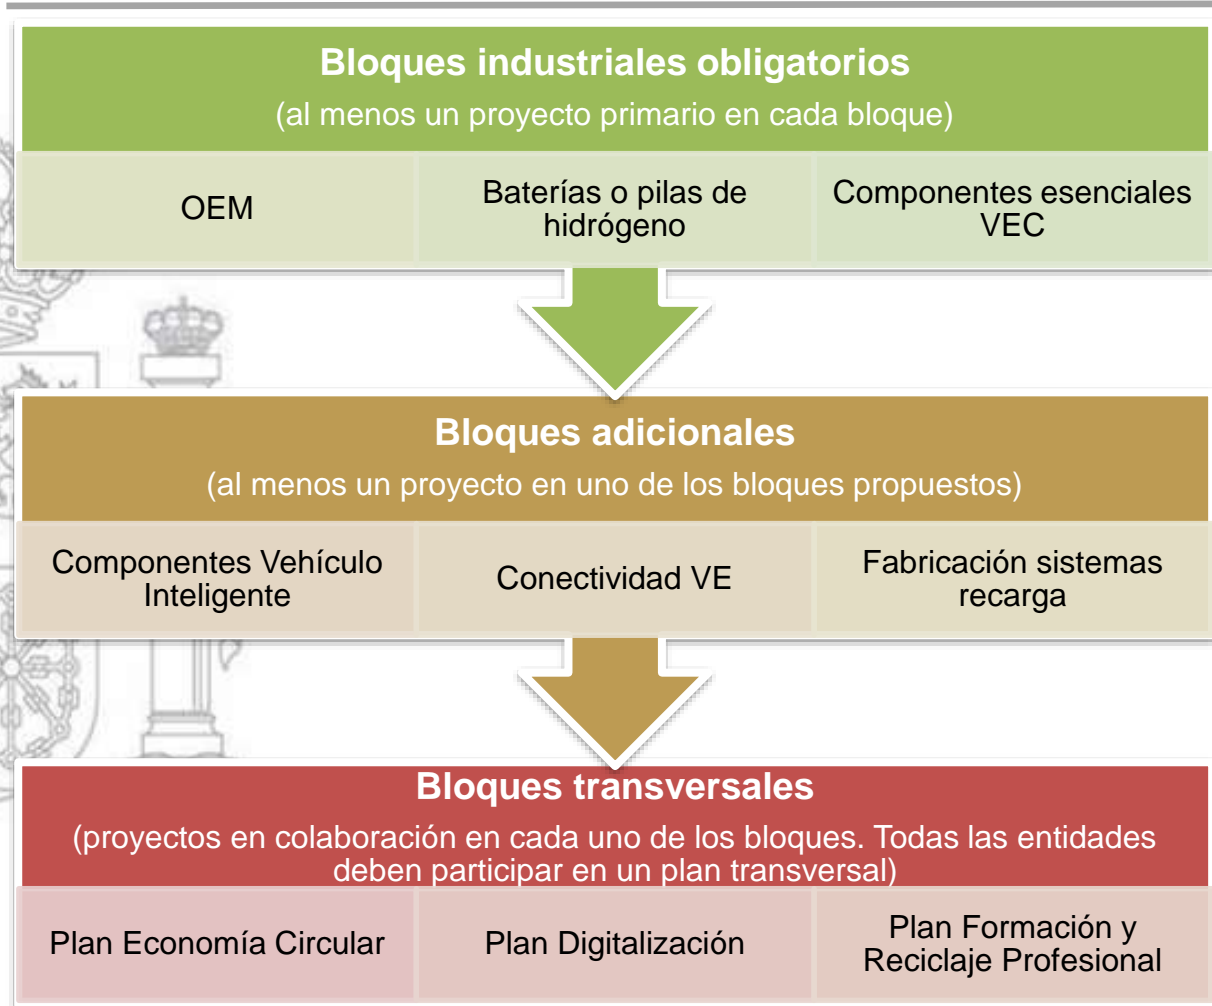 Bloques industriales obligatorios
(al menos un proyecto primario en cada bloque)
OEM
Baterías o pilas de
hidrógeno
Componentes esenciales
VEC
Bloques adicionales
(al menos un proyecto en uno de los bloques propuestos)
Componentes Vehículo
Inteligente
Conectividad VE
Fabricación sistemas
recarga
Bloques transversales
(proyectos en colaboración en cada uno de los bloques. Todas las entidades
deben participar en un plan transversal)
Plan Economía Circular
Plan Digitalización
Plan Formación y
Reciclaje Profesional